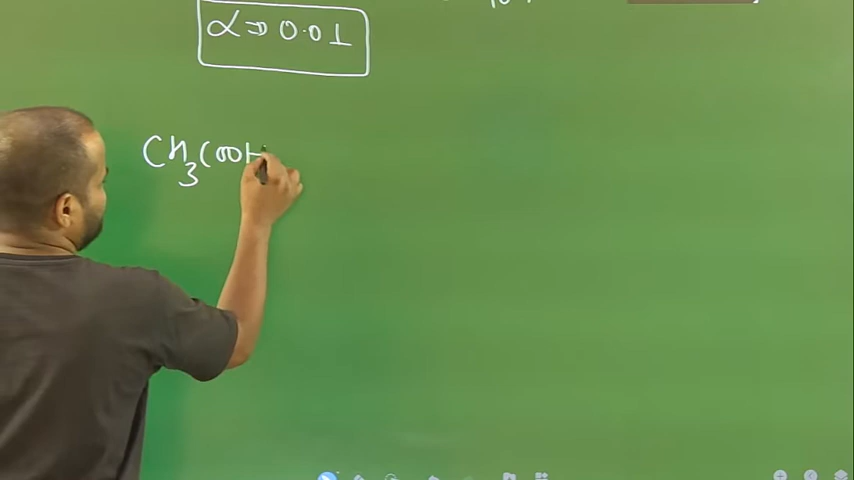 α => 0.01
CH3COOH